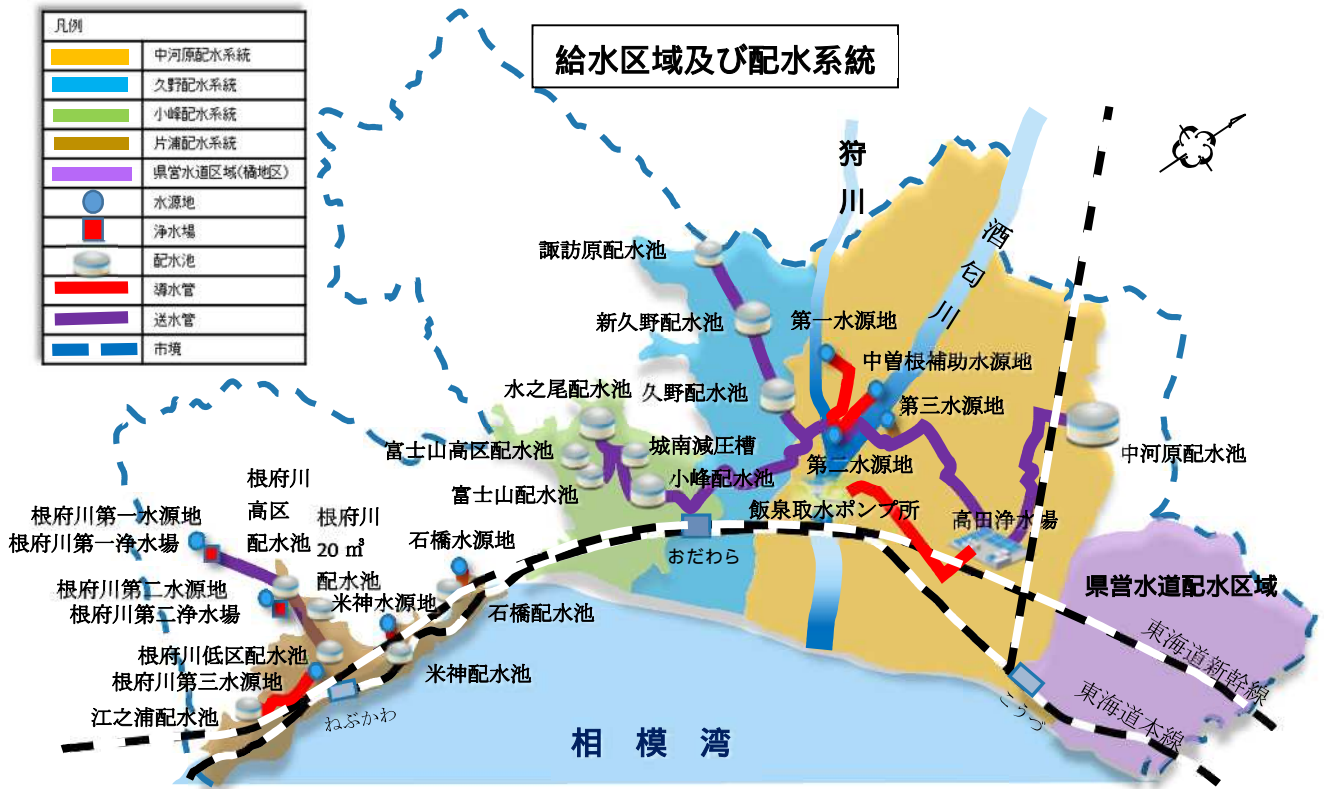 凡例
中河原配水系統
久野配水系統
小峰配水系統
片浦配水系統
県営水道区域(橘地区)
水源地
浄水場
配水池
導水管
送水管
市境
給水区域及び配水系統
狩川
酒匂川
諏訪原配水池
新久野配水池
第一水源地
中曽根補助水源地
水之尾配水池
久野配水池
第三水源地
富士山高区配水池
城南減圧槽
中河原配水池
富士山配水池
小峰配水池
第二水源地
飯泉取水ポンプ所
高田浄水場
根府川
高区
配水池
根府川
20 ㎥
配水池
根府川第一水源地
根府川第一浄水場
石橋水源地
おだわら
根府川第二水源地
根府川第二浄水場
米神水源地
石橋配水池
県営水道配水区域
根府川低区配水池
根府川第三水源地
米神配水池
江之浦配水池
ねぶかわ
東海道新幹線
東海道本線
こうづ
相模湾